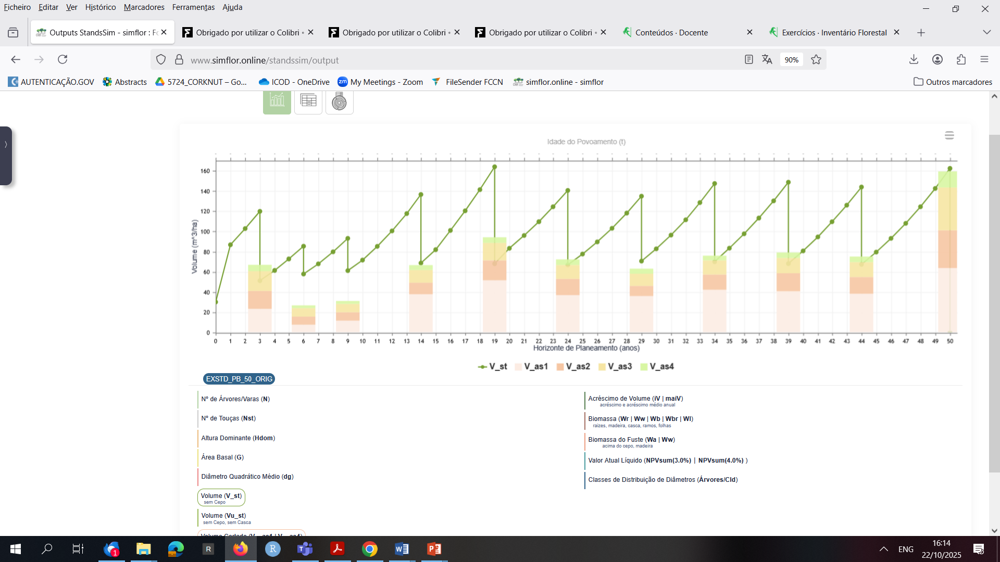 Ficheiro Editar Ver Histórico Marcadores Ferramentas Ajuda
Outputs StandsSim - simflor : Fo
Obrigado por utilizar o Colibri •
Obrigado por utilizar o Colibri •
Obrigado por utilizar o Colibri •
Conteúdos · Docente
Exercícios · Inventário Florestal
www.simflor.online/standssim/output
90%
AUTENTICAÇÃO.GOV
Abstracts
5724_CORKNUT – Go...
ICOD - OneDrive
zm My Meetings - Zoom
FileSender FCCN
simflor.online - simflor
Outros marcadores
Idade do Povoamento (t)
Volume (m^3/ha)
160
140
120
100
80
60
40
20
0
0 1 2 3 4 5 6 7 8 9 10 11 12 13 14 15 16 17 18 19 20 21 22 23 24 25 26 27 28 29 30 31 32 33 34 35 36 37 38 39 40 41 42 43 44 45 46 47 48 49 50
Horizonte de Planeamento (anos)
V_st V_as1 V_as2 V_as3 V_as4
EXSTD_PB_50_ORIG
Nº de Árvores/Varas (N)
Nº de Touças (Nst)
Altura Dominante (Hdom)
Área Basal (G)
Diâmetro Quadrático Médio (dg)
Volume (V_st)
sem Cepo
Volume (Vu_st)
sem Cepo, sem Casca
Acréscimo de Volume (iV | maiV)
acréscimo e acréscimo médio anual
Biomassa (Wr | Ww | Wb | Wbr | Wl)
raizes, madeira, casca, ramos, folhas
Biomassa do Fuste (Wa | Ww)
acima do cepo, madeira
Valor Atual Líquido (NPVsum(3.0%) | NPVsum(4.0%) )
Classes de Distribuição de Diâmetros (Árvores/Cld)
Volume Cortado (V_as1 | V_as4)
1
R
R
ENG
16:14
22/10/2025